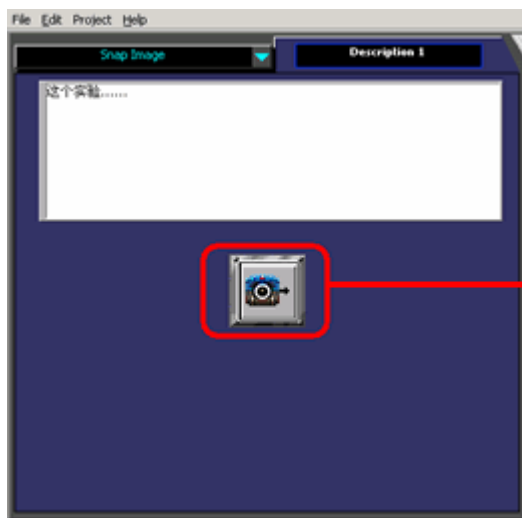 File Edit Project Help
Snap Image
Description 1
这个实验......